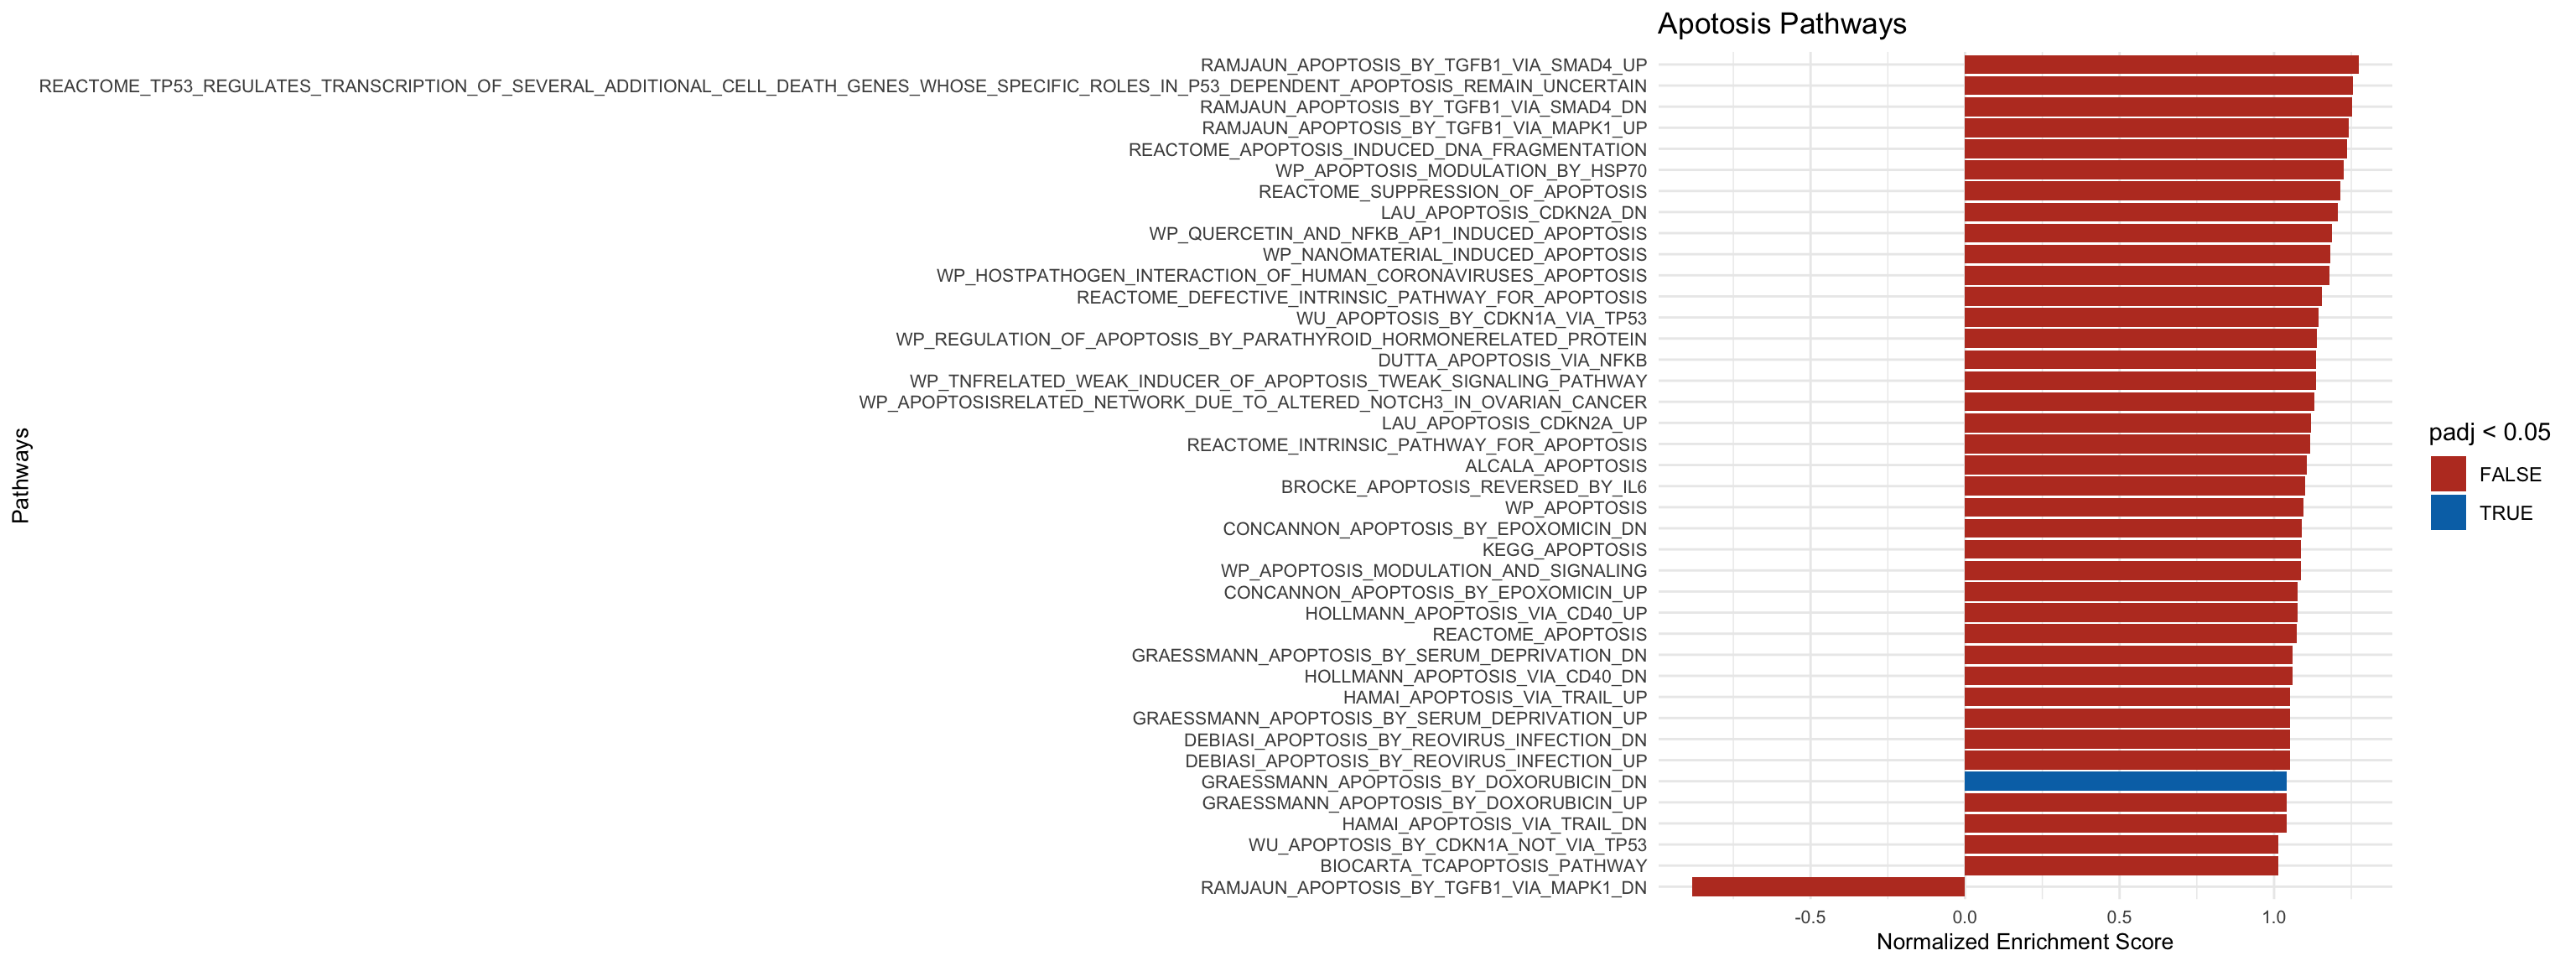 Apotosis Pathways
RAMJAUN_APOPTOSIS_BY_TGFB1_VIA_SMAD4_UP
REACTOME_TP53_REGULATES_TRANSCRIPTION_OF_SEVERAL_ADDITIONAL_CELL_DEATH_GENES_WHOSE_SPECIFIC_ROLES_IN_P53_DEPENDENT_APOPTOSIS_REMAIN_UNCERTAIN
RAMJAUN_APOPTOSIS_BY_TGFB1_VIA_SMAD4_DN
RAMJAUN_APOPTOSIS_BY_TGFB1_VIA_MAPK1_UP
REACTOME_APOPTOSIS_INDUCED_DNA_FRAGMENTATION
WP_APOPTOSIS_MODULATION_BY_HSP70
REACTOME_SUPPRESSION_OF_APOPTOSIS
LAU_APOPTOSIS_CDKN2A_DN
WP_QUERCETIN_AND_NFKB_AP1_INDUCED_APOPTOSIS
WP_NANOMATERIAL_INDUCED_APOPTOSIS
WP_HOSTPATHOGEN_INTERACTION_OF_HUMAN_CORONAVIRUSES_APOPTOSIS
REACTOME_DEFECTIVE_INTRINSIC_PATHWAY_FOR_APOPTOSIS
WU_APOPTOSIS_BY_CDKN1A_VIA_TP53
WP_REGULATION_OF_APOPTOSIS_BY_PARATHYROID_HORMONERELATED_PROTEIN
DUTTA_APOPTOSIS_VIA_NFKB
WP_TNFRELATED_WEAK_INDUCER_OF_APOPTOSIS_TWEAK_SIGNALING_PATHWAY
WP_APOPTOSISRELATED_NETWORK_DUE_TO_ALTERED_NOTCH3_IN_OVARIAN_CANCER
LAU_APOPTOSIS_CDKN2A_UP
REACTOME_INTRINSIC_PATHWAY_FOR_APOPTOSIS
ALCALA_APOPTOSIS
BROCKE_APOPTOSIS_REVERSED_BY_IL6
WP_APOPTOSIS
CONCANNON_APOPTOSIS_BY_EPOXOMICIN_DN
KEGG_APOPTOSIS
WP_APOPTOSIS_MODULATION_AND_SIGNALING
CONCANNON_APOPTOSIS_BY_EPOXOMICIN_UP
HOLLMANN_APOPTOSIS_VIA_CD40_UP
REACTOME_APOPTOSIS
GRAESSMANN_APOPTOSIS_BY_SERUM_DEPRIVATION_DN
HOLLMANN_APOPTOSIS_VIA_CD40_DN
HAMAI_APOPTOSIS_VIA_TRAIL_UP
GRAESSMANN_APOPTOSIS_BY_SERUM_DEPRIVATION_UP
DEBIASI_APOPTOSIS_BY_REOVIRUS_INFECTION_DN
DEBIASI_APOPTOSIS_BY_REOVIRUS_INFECTION_UP
GRAESSMANN_APOPTOSIS_BY_DOXORUBICIN_DN
GRAESSMANN_APOPTOSIS_BY_DOXORUBICIN_UP
HAMAI_APOPTOSIS_VIA_TRAIL_DN
WU_APOPTOSIS_BY_CDKN1A_NOT_VIA_TP53
BIOCARTA_TCAPOPTOSIS_PATHWAY
RAMJAUN_APOPTOSIS_BY_TGFB1_VIA_MAPK1_DN
Pathways
-0.5 0.0 0.5 1.0
Normalized Enrichment Score
padj < 0.05
FALSE
TRUE